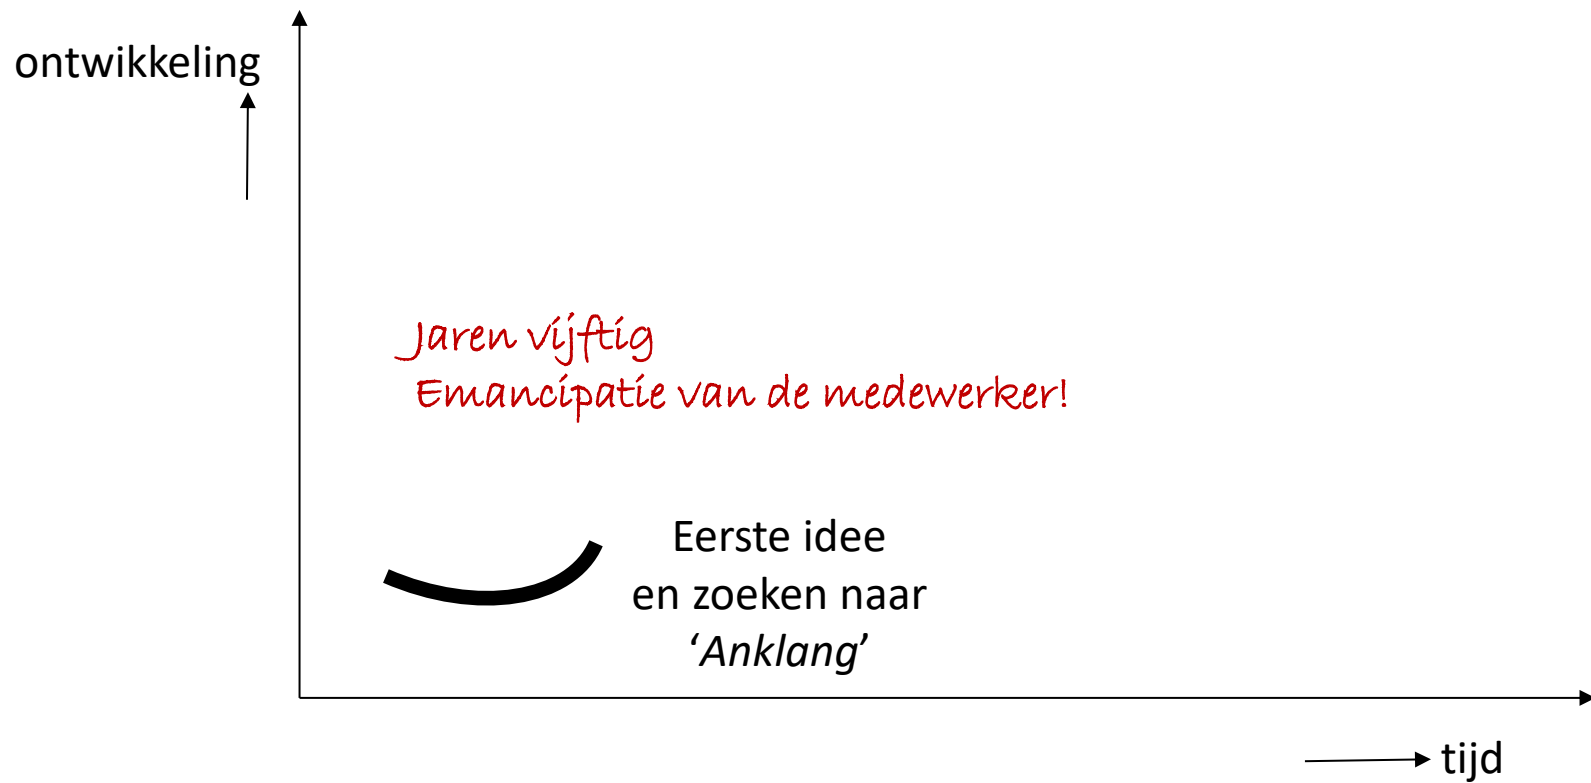 ontwikkeling
Jaren vijftig
Emancipatie van de medewerker!
Eerste idee
en zoeken naar
‘Anklang’
tijd